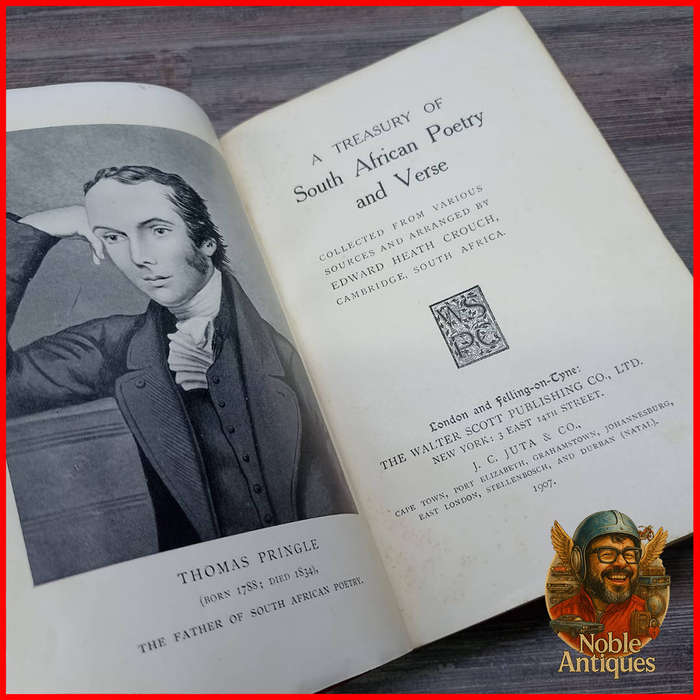 THOMAS PRINGLE
(BORN 1788; DIED 1834),
THE FATHER OF SOUTH AFRICAN POETRY.
A TREASURY OF
South African Poetry
and Verse
COLLECTED FROM VARIOUS
SOURCES AND ARRANGED BY
EDWARD HEATH CROUCH,
CAMBRIDGE, SOUTH AFRICA.
W.S.
P.C.
London and Felling-on-Tyne:
THE WALTER SCOTT PUBLISHING CO., LTD.
NEW YORK: 3 EAST 14TH STREET.
J. C. JUTA & CO.,
CAPE TOWN, PORT ELIZABETH, GRAHAMSTOWN, JOHANNESBURG,
EAST LONDON, STELLENBOSCH, AND DURBAN (NATAL).
1907.
Noble
Antiques